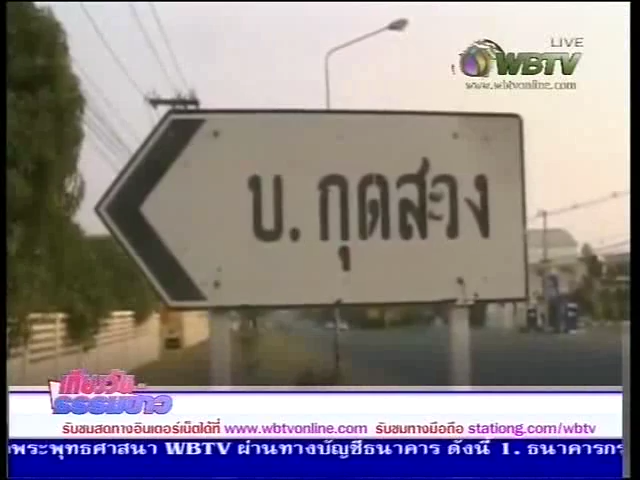 LIVE
WBTV
www.wbtvonline.com
บ. กุดสะวง
เที่ยงวัน
ธรรมข่าว
รับชมสดทางอินเตอร์เน็ตได้ที่ www.wbtvonline.com รับชมทางมือถือ stationg.com/wbtv
พระพุทธศาสนา WBTV ผ่านทางบัญชีธนาคาร ดังนี้ 1. ธนาคารกร